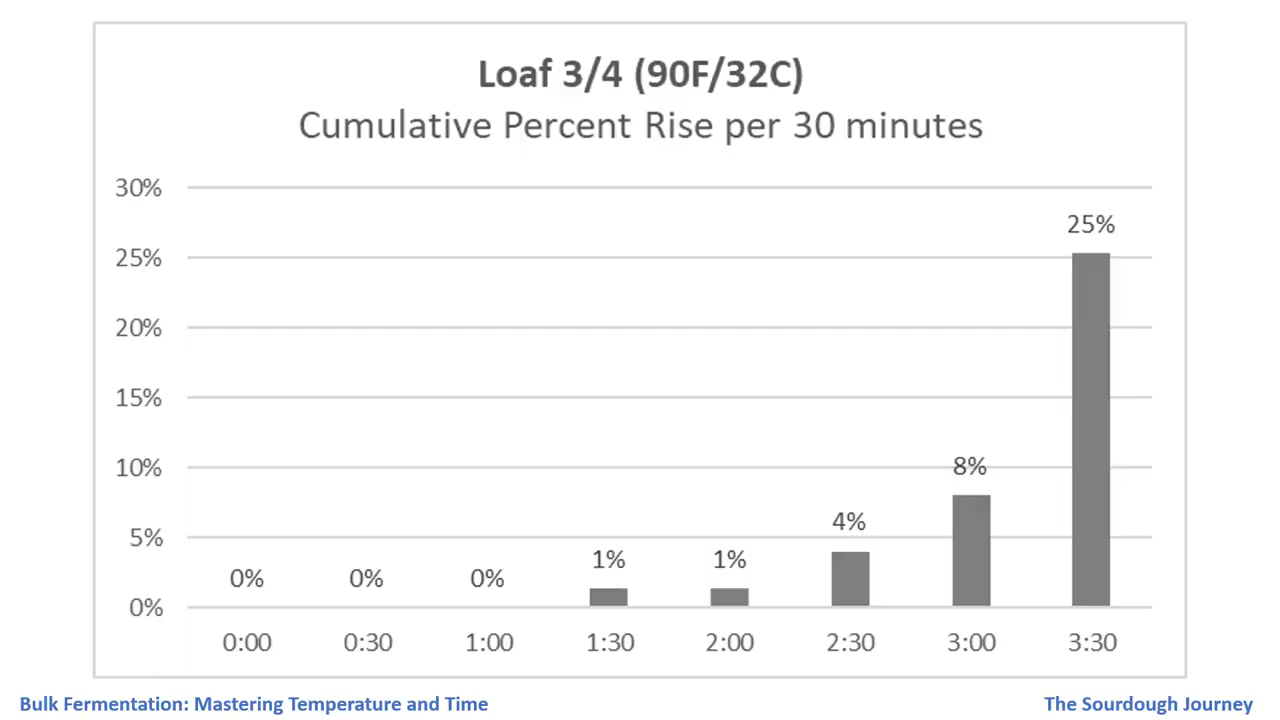 Loaf 3/4 (90F/32C)
Cumulative Percent Rise per 30 minutes
30%
25%
20%
15%
10%
5%
0%
0% 0% 0% 1% 1% 4% 8% 25%
0:00 0:30 1:00 1:30 2:00 2:30 3:00 3:30
Bulk Fermentation: Mastering Temperature and Time
The Sourdough Journey